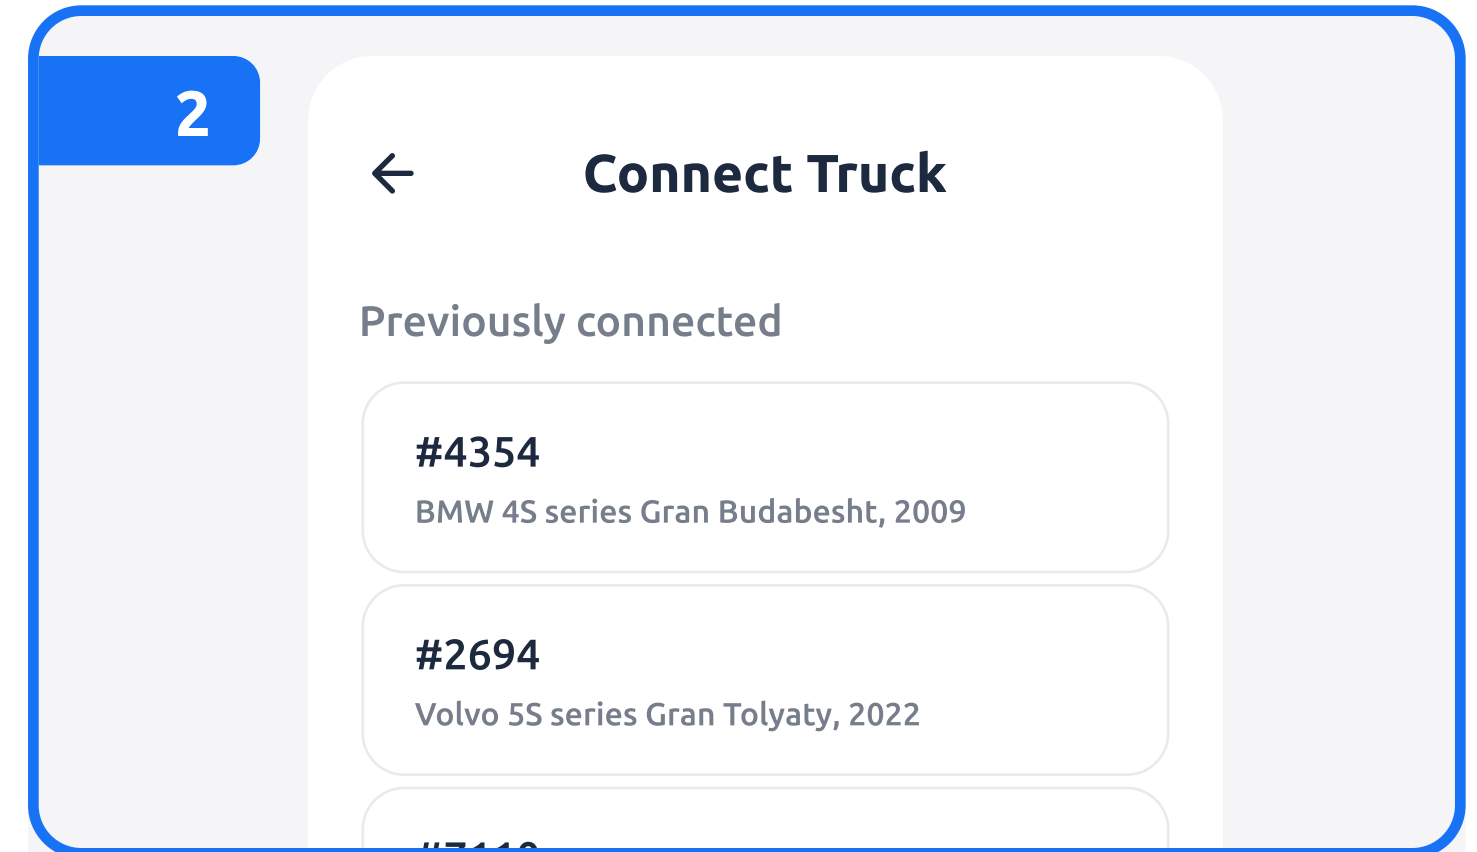 2
Connect Truck
Previously connected
#4354
BMW 4S series Gran Budabesht, 2009
#2694
Volvo 5S series Gran Tolyaty, 2022